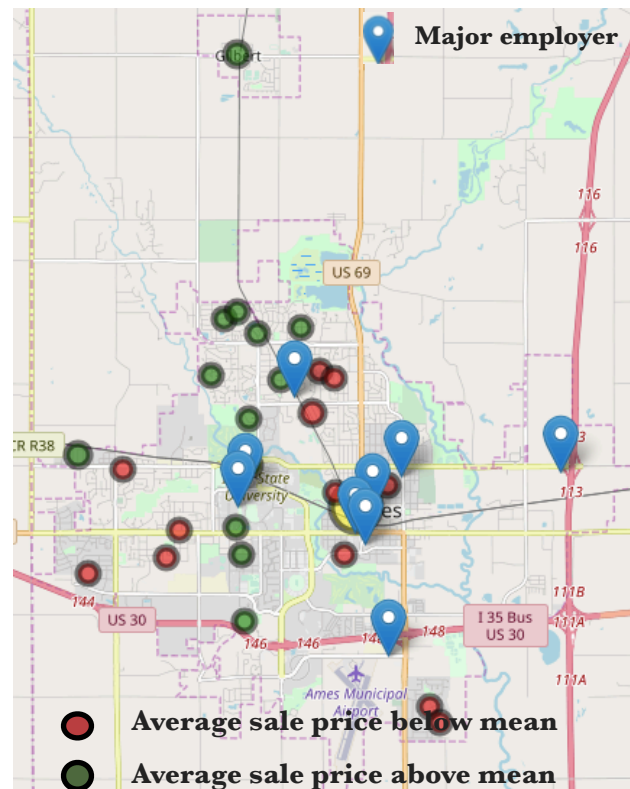 Major employer
Gilbert
116
116
US 69
CR R38
3
State
University
es
113
144
US 30
146
146
148
I 35 Bus
US 30
111B
111A
111A
Ames Municipal
Airport
Average sale price below mean
Average sale price above mean